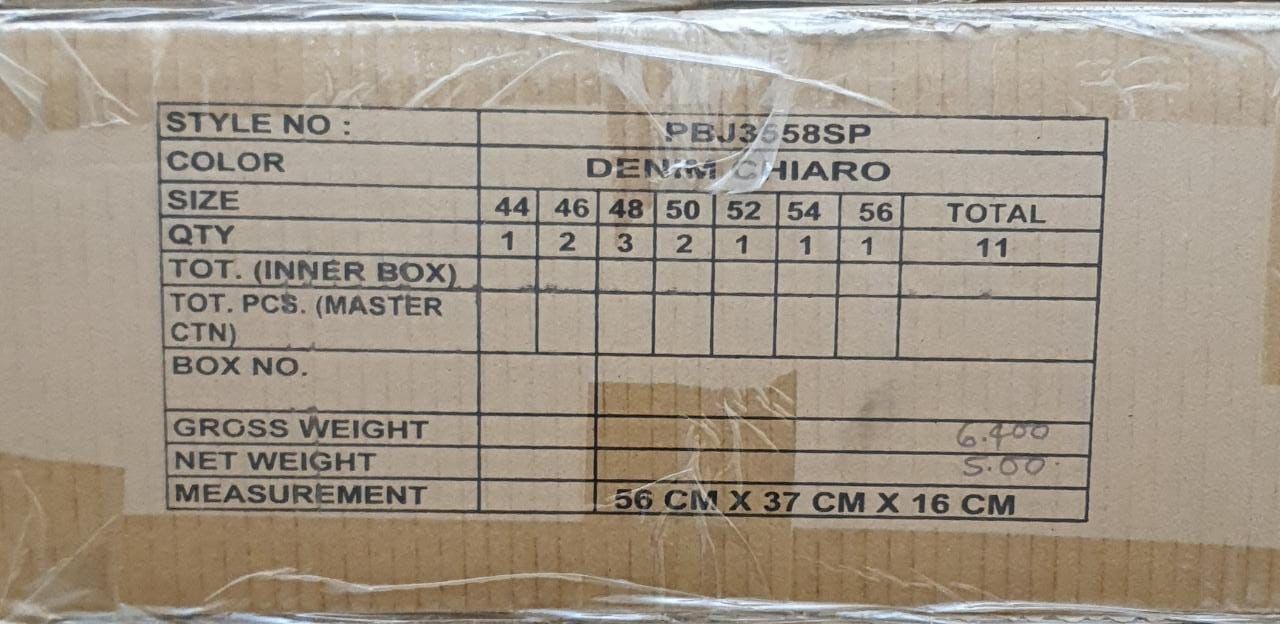 STYLE NO : PBJ3558SP
COLOR DENIM CHIARO
SIZE 44 46 48 50 52 54 56 TOTAL
QTY 1 2 3 2 1 1 1 11
TOT. (INNER BOX)
TOT. PCS. (MASTER
CTN)
BOX NO.
GROSS WEIGHT 6.400
NET WEIGHT 5.00
MEASUREMENT 56 CM X 37 CM X 16 CM